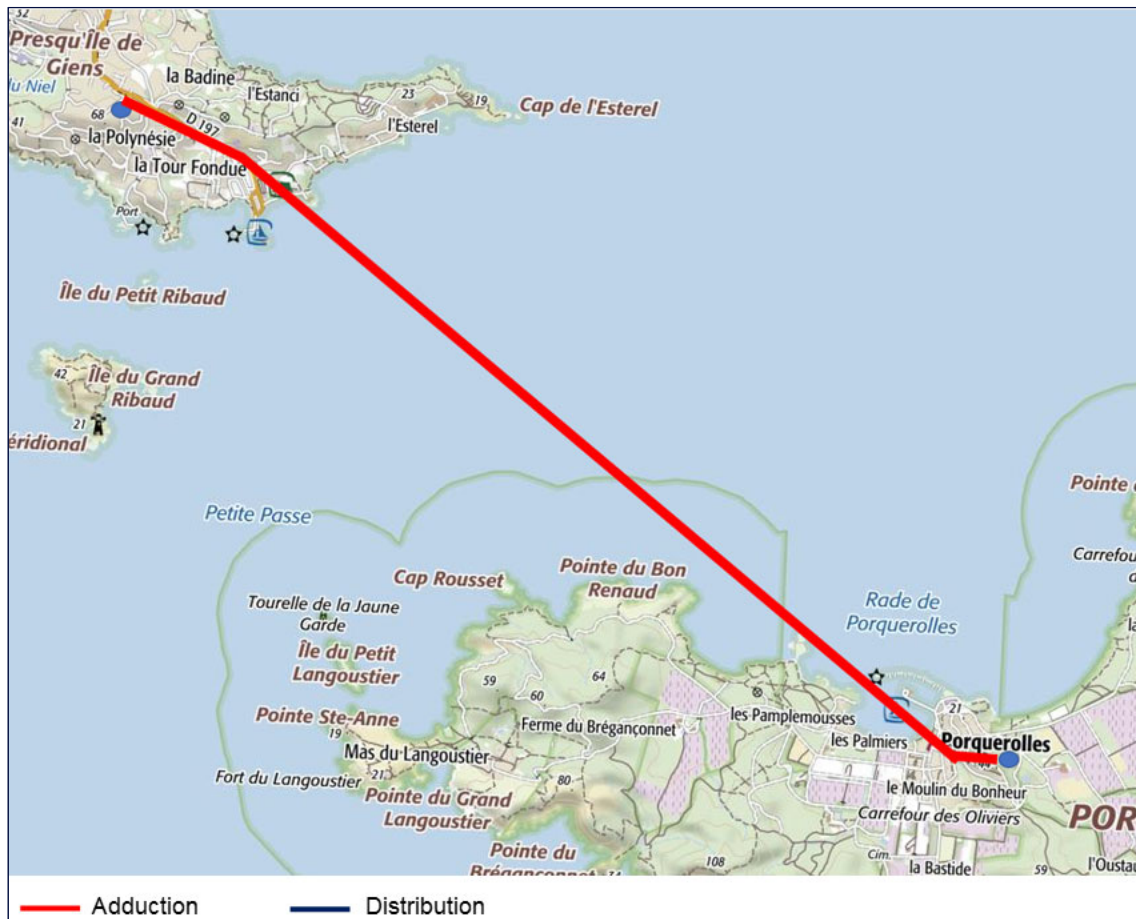 52
Presqu'Île de
Giens
du Niel
la Badine
l'Estanci
23
19
Cap de l'Esterel
l'Esterel
68
41
D 197
la Polynésie
la Tour Fondue
Port
Île du Petit Ribaud
42
Île du Grand
Ribaud
21
éridional
Petite Passe
Pointe
Carrefour
Cap Rousset
Pointe du Bon
Renaud
Tourelle de la Jaune
Garde
Rade de
Porquerolles
Île du Petit
Langoustier
59
64
60
21
Pointe Ste-Anne
19
Ferme du Brégançonnet
les Pamplemousses
Mas du Langoustier
les Palmiers
Porquerolles
Fort du Langoustier
21
80
le Moulin du Bonheur
Pointe du Grand
Langoustier
Carrefour des Oliviers
POR
Pointe du
Brégançonnet
108
Cim.
la Bastide
59
l'Oustau
Adduction
Distribution